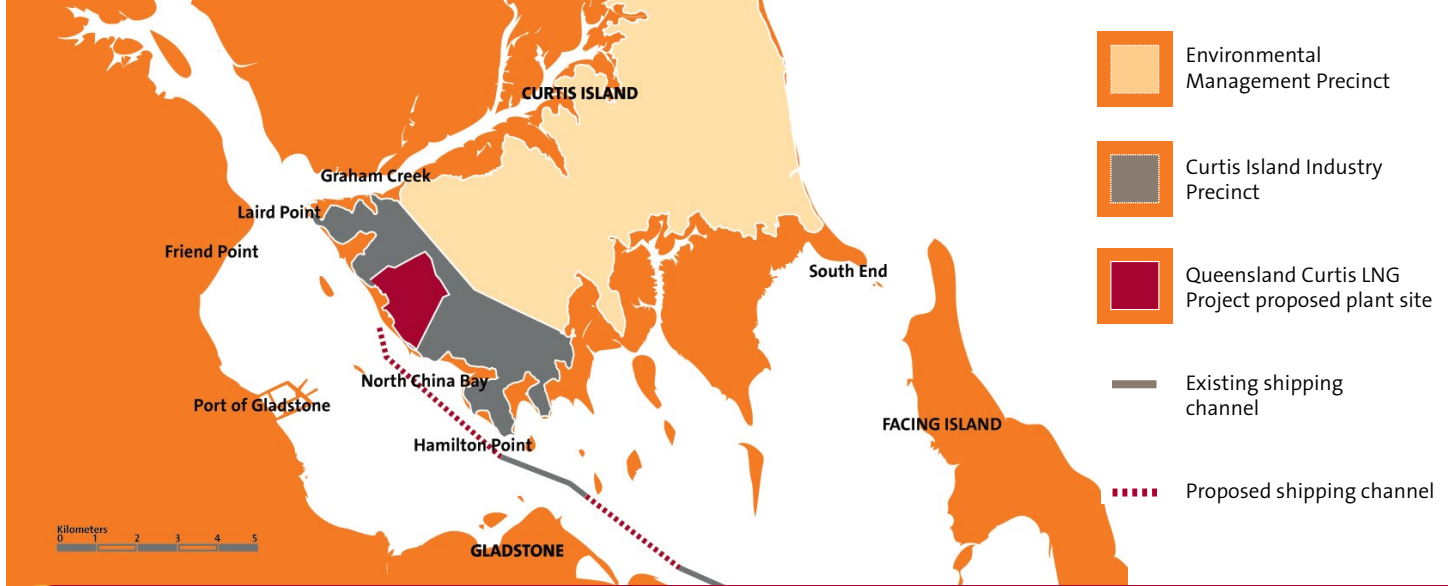 CURTIS ISLAND
Graham Creek
Laird Point
Friend Point
South End
North China Bay
Port of Gladstone
FACING ISLAND
Hamilton Point
GLADSTONE
Kilometers
0 1 2 3 4 5
Environmental
Management Precinct
Curtis Island Industry
Precinct
Queensland Curtis LNG
Project proposed plant site
Existing shipping
channel
Proposed shipping channel